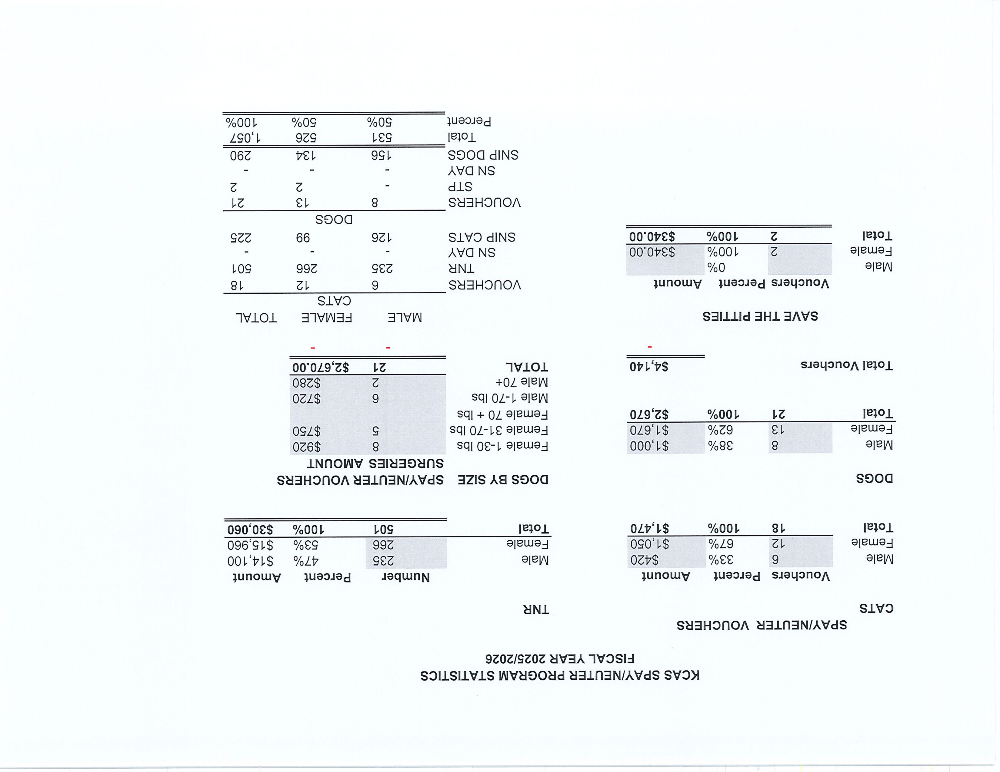 KCAS SPAY/NEUTER PROGRAM STATISTICS
FISCAL YEAR 2025/2026
SPAY/NEUTER VOUCHERS
CATS
Vouchers Percent Amount
Male 6 33% $420
Female 12 67% $1,050
Total 18 100% $1,470
DOGS
Male 8 38% $1,000
Female 13 62% $1,670
Total 21 100% $2,670
Total Vouchers $4,140
-
SAVE THE PITTIES
Vouchers Percent Amount
Male 0%
Female 2 100% $340.00
Total 2 100% $340.00
TNR
Number Percent Amount
Male 235 47% $14,100
Female 266 53% $15,960
Total 501 100% $30,060
DOGS BY SIZE SPAY/NEUTER VOUCHERS
SURGERIES AMOUNT
Female 1-30 lbs 8 $920
Female 31-70 lbs 5 $750
Female 70 + lbs
Male 1-70 lbs 6 $720
Male 70+ 2 $280
TOTAL 21 $2,670.00
- -
MALE FEMALE TOTAL
CATS
VOUCHERS 6 12 18
TNR 235 266 501
SN DAY - - -
SNIP CATS 126 99 225
DOGS
VOUCHERS 8 13 21
STP - 2 2
SN DAY - - -
SNIP DOGS 156 134 290
Total 531 526 1,057
Percent 50% 50% 100%